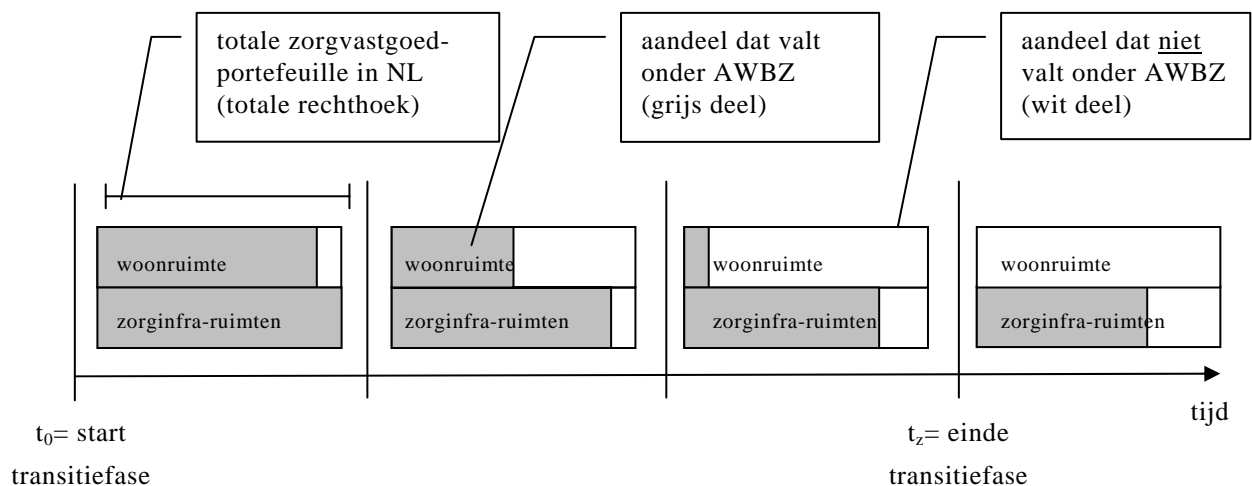 totale zorgvastgoed-
portefeuille in NL
(totale rechthoek)
aandeel dat valt
onder AWBZ
(grijs deel)
aandeel dat niet
valt onder AWBZ
(wit deel)
woonruimte
zorginfra-ruimten
woonruimte
zorginfra-ruimten
woonruimte
zorginfra-ruimten
woonruimte
zorginfra-ruimten
tijd
t0= start
transitiefase
tz= einde
transitiefase